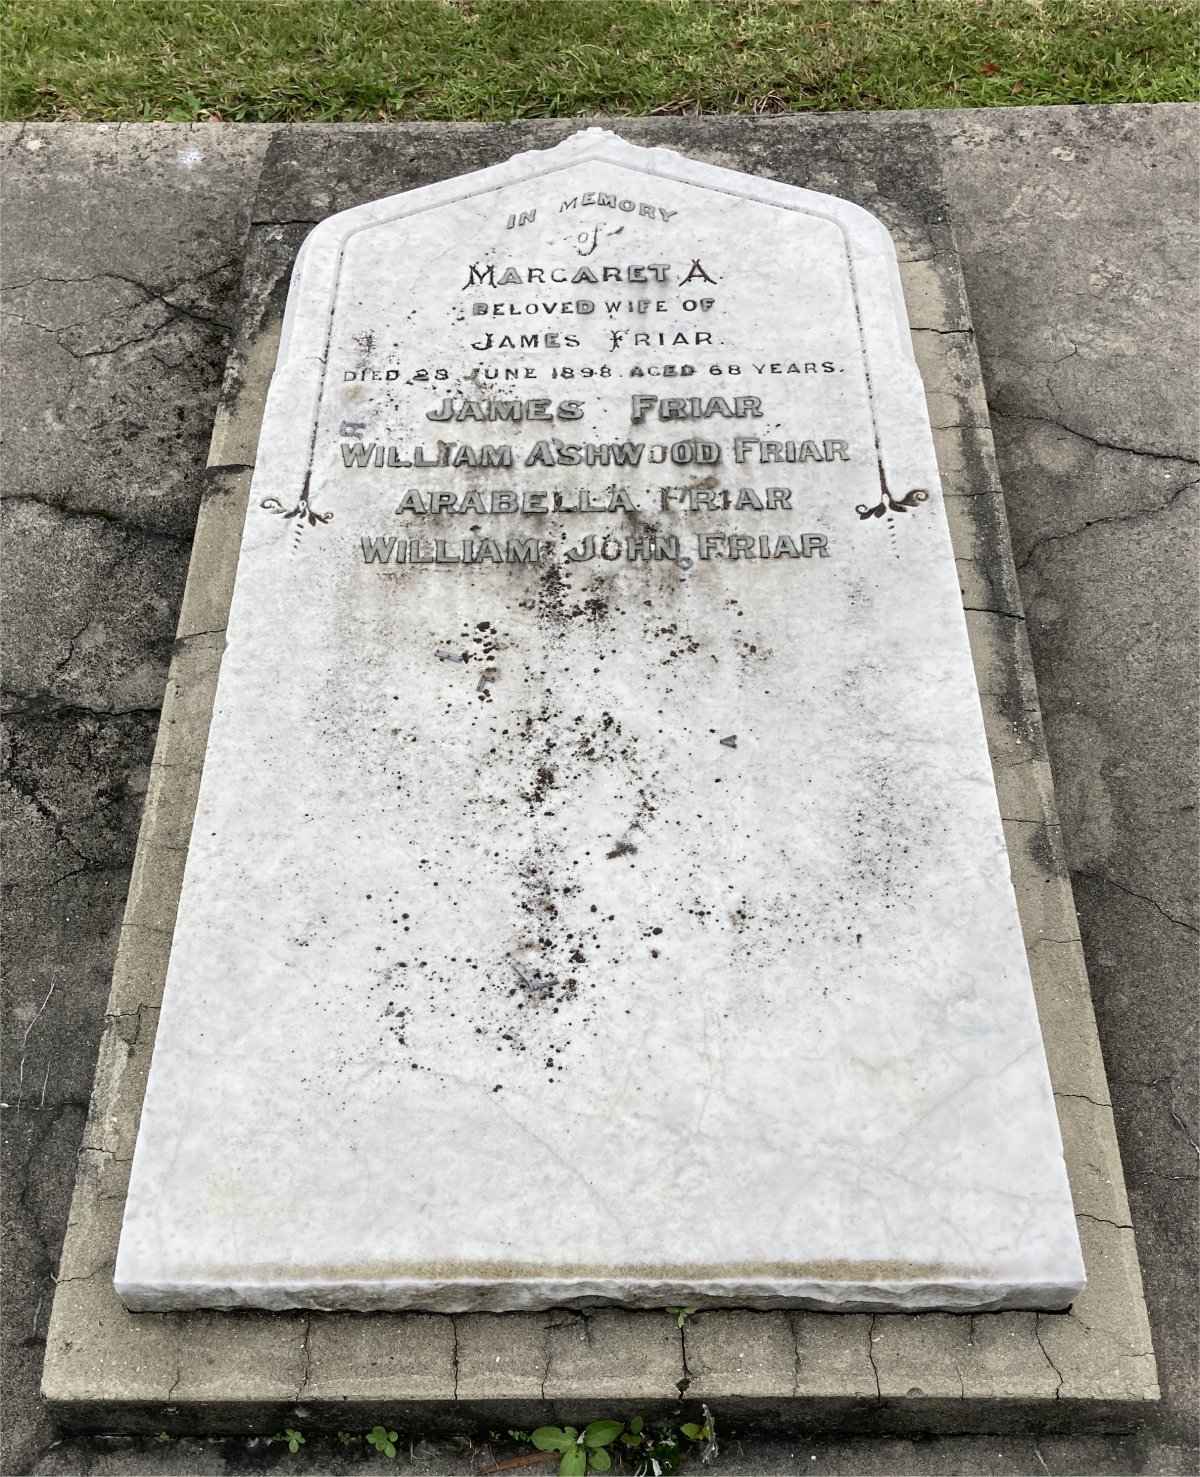 IN MEMORY
of
MARGARET A.
BELOVED WIFE OF
JAMES FRIAR.
DIED 28 JUNE 1898. AGED 68 YEARS.
JAMES FRIAR
WILLIAM ASHWOOD FRIAR
ARABELLA FRIAR
WILLIAM JOHN FRIAR